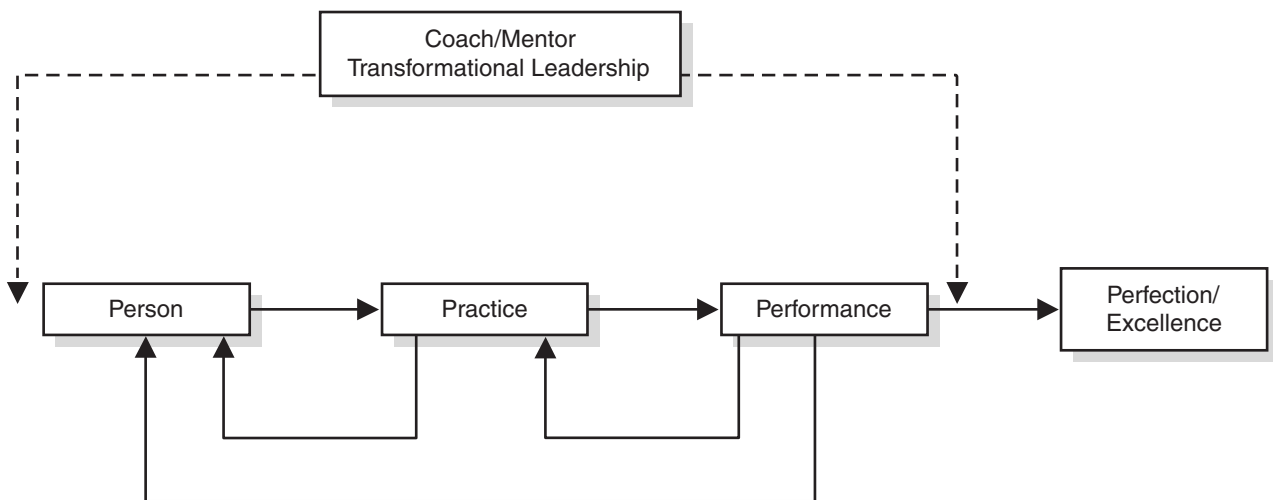 Coach/Mentor
Transformational Leadership
Person
Practice
Performance
Perfection/
Excellence